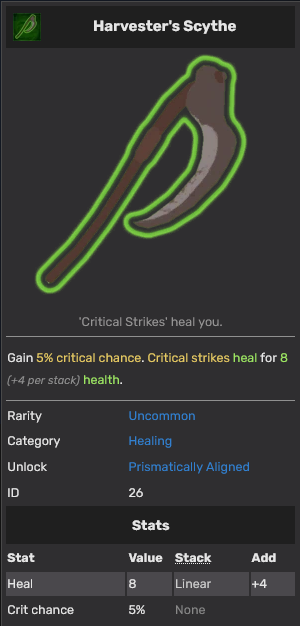 Harvester's Scythe
'Critical Strikes' heal you.
Gain 5% critical chance. Critical strikes heal for 8
(+4 per stack) health.
Rarity Uncommon
Category Healing
Unlock Prismatically Aligned
ID 26
Stats
Stat Value Stack Add
Heal 8 Linear +4
Crit chance 5% None